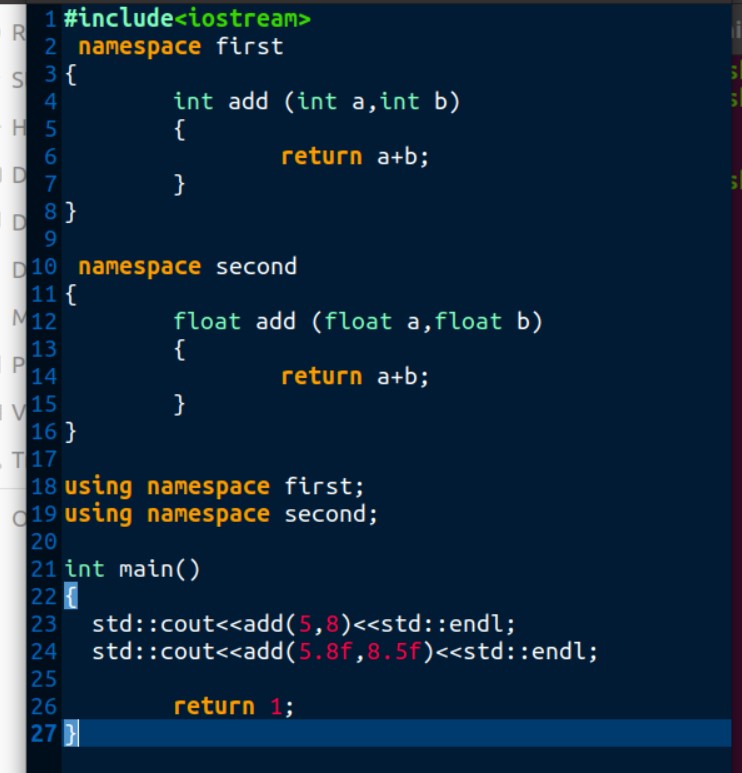 1 #include<iostream>
2  namespace first
3 {
4         int add (int a,int b)
5         {
6                 return a+b;
7         }
8 }
9
10  namespace second
11 {
12         float add (float a,float b)
13         {
14                 return a+b;
15         }
16 }
17
18 using namespace first;
19 using namespace second;
20
21 int main()
22 {
23   std::cout<<add(5,8)<<std::endl;
24   std::cout<<add(5.8f,8.5f)<<std::endl;
25
26         return 1;
27 }